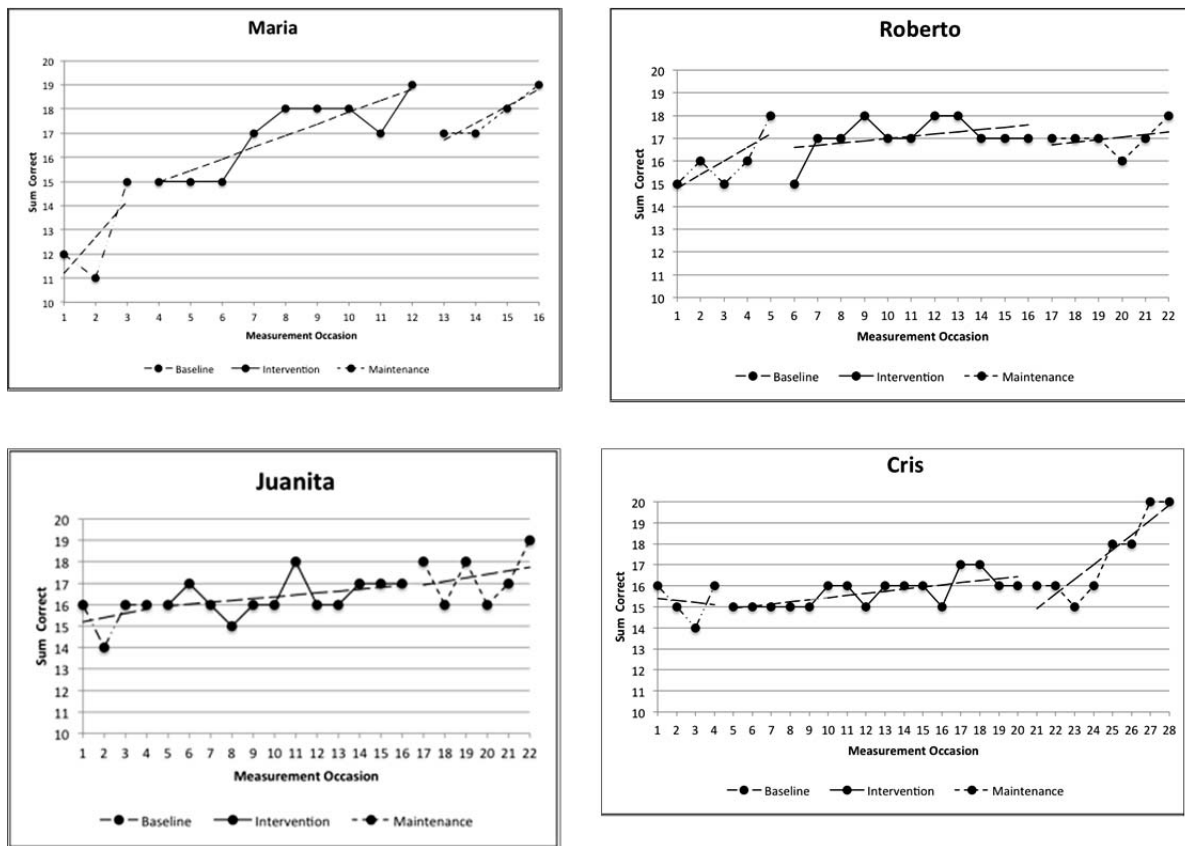 Maria
20
19
18
17
16
15
14
13
12
11
10
Sum Correct
1 2 3 4 5 6 7 8 9 10 11 12 13 14 15 16
Measurement Occasion
Baseline Intervention Maintenance
Roberto
20
19
18
17
16
15
14
13
12
11
10
Sum Correct
1 2 3 4 5 6 7 8 9 10 11 12 13 14 15 16 17 18 19 20 21 22
Measurement Occasion
Baseline Intervention Maintenance
Juanita
20
19
18
17
16
15
14
13
12
11
10
Sum Correct
1 2 3 4 5 6 7 8 9 10 11 12 13 14 15 16 17 18 19 20 21 22
Measurement Occasion
Baseline Intervention Maintenance
Cris
20
19
18
17
16
15
14
13
12
11
10
Sum Correct
1 2 3 4 5 6 7 8 9 10 11 12 13 14 15 16 17 18 19 20 21 22 23 24 25 26 27 28
Measurement Occasion
Baseline Intervention Maintenance